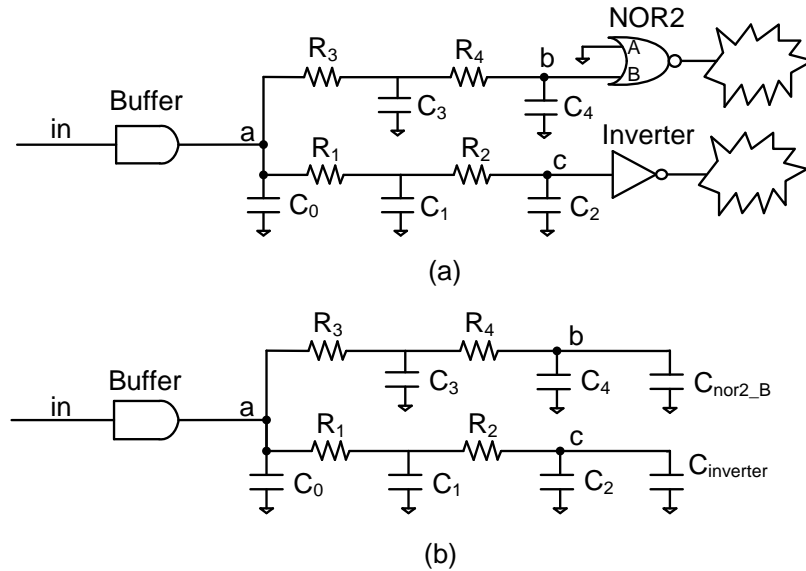 NOR2
R3 R4 b A
B
Buffer
in a C3 C4
Inverter
R1 R2 c
C0 C1 C2
(a)
R3 R4 b
Buffer
in a C3 C4 Cnor2_B
R1 R2 c
C0 C1 C2 Cinverter
(b)